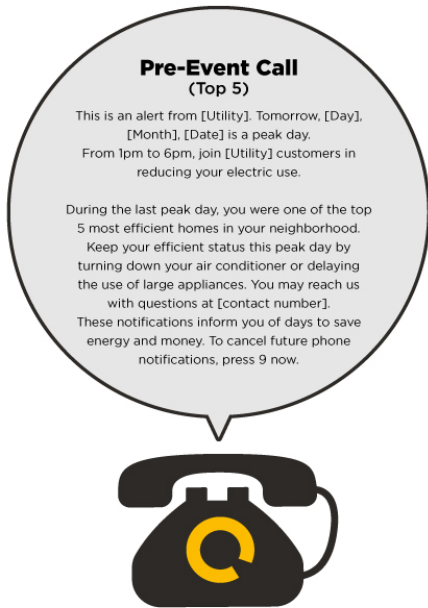 Pre-Event Call
(Top 5)
This is an alert from [Utility]. Tomorrow, [Day],
[Month], [Date] is a peak day.
From 1pm to 6pm, join [Utility] customers in
reducing your electric use.
During the last peak day, you were one of the top
5 most efficient homes in your neighborhood.
Keep your efficient status this peak day by
turning down your air conditioner or delaying
the use of large appliances. You may reach us
with questions at [contact number].
These notifications inform you of days to save
energy and money. To cancel future phone
notifications, press 9 now.